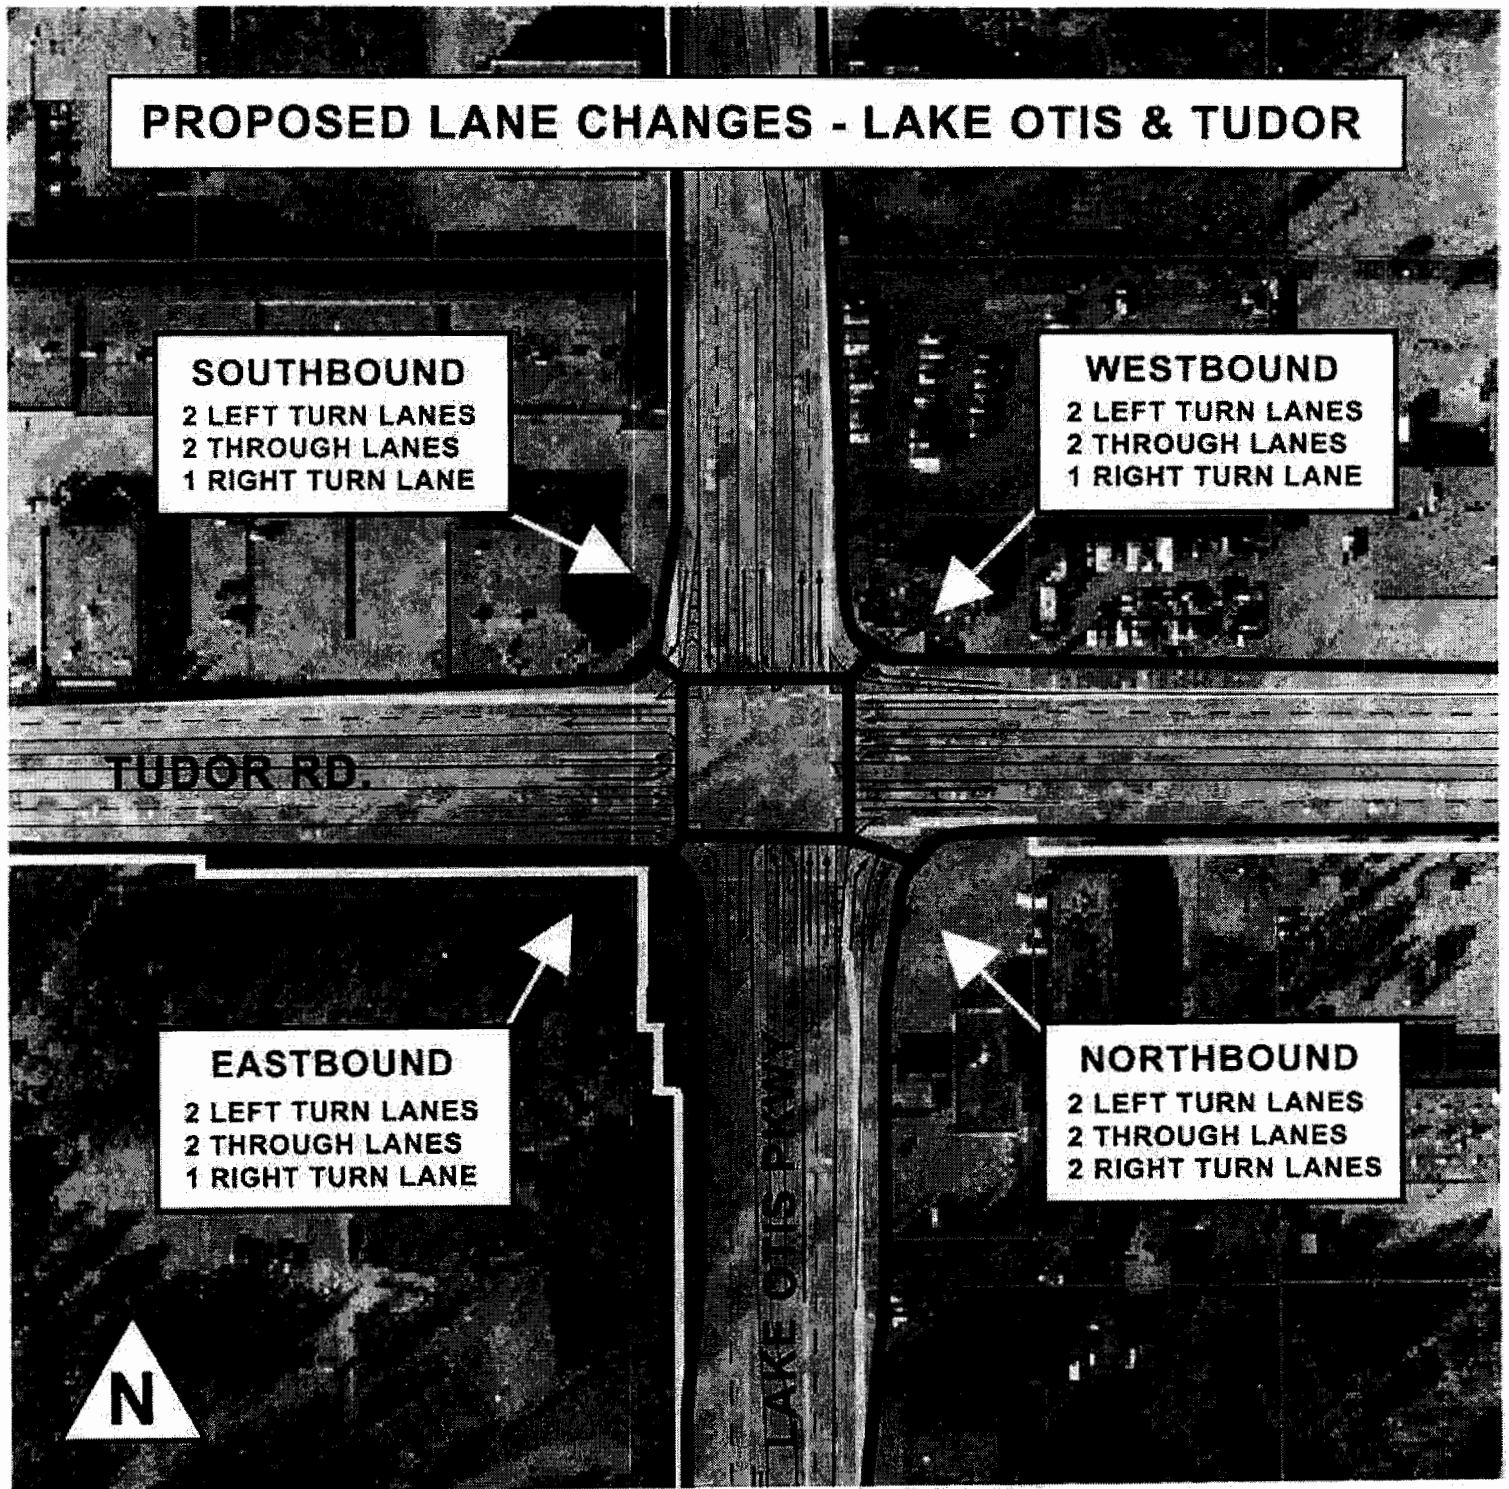 PROPOSED LANE CHANGES - LAKE OTIS & TUDOR
SOUTHBOUND
2 LEFT TURN LANES
2 THROUGH LANES
1 RIGHT TURN LANE
WESTBOUND
2 LEFT TURN LANES
2 THROUGH LANES
1 RIGHT TURN LANE
TUDOR RD.
EASTBOUND
2 LEFT TURN LANES
2 THROUGH LANES
1 RIGHT TURN LANE
NORTHBOUND
2 LEFT TURN LANES
2 THROUGH LANES
2 RIGHT TURN LANES
LAKE OTIS PKWY
N